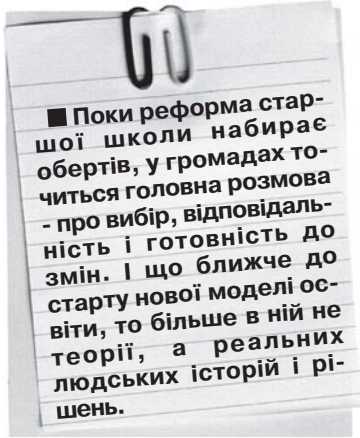 ■ Поки реформа стар-
шої школи набирає
обертів, у громадах то-
читься головна розмова
- про вибір, відповідаль-
ність і готовність до
змін. І що ближче до
старту нової моделі ос-
віти, то більше в ній не
теорії, а реальних
людських історій і рі-
шень.